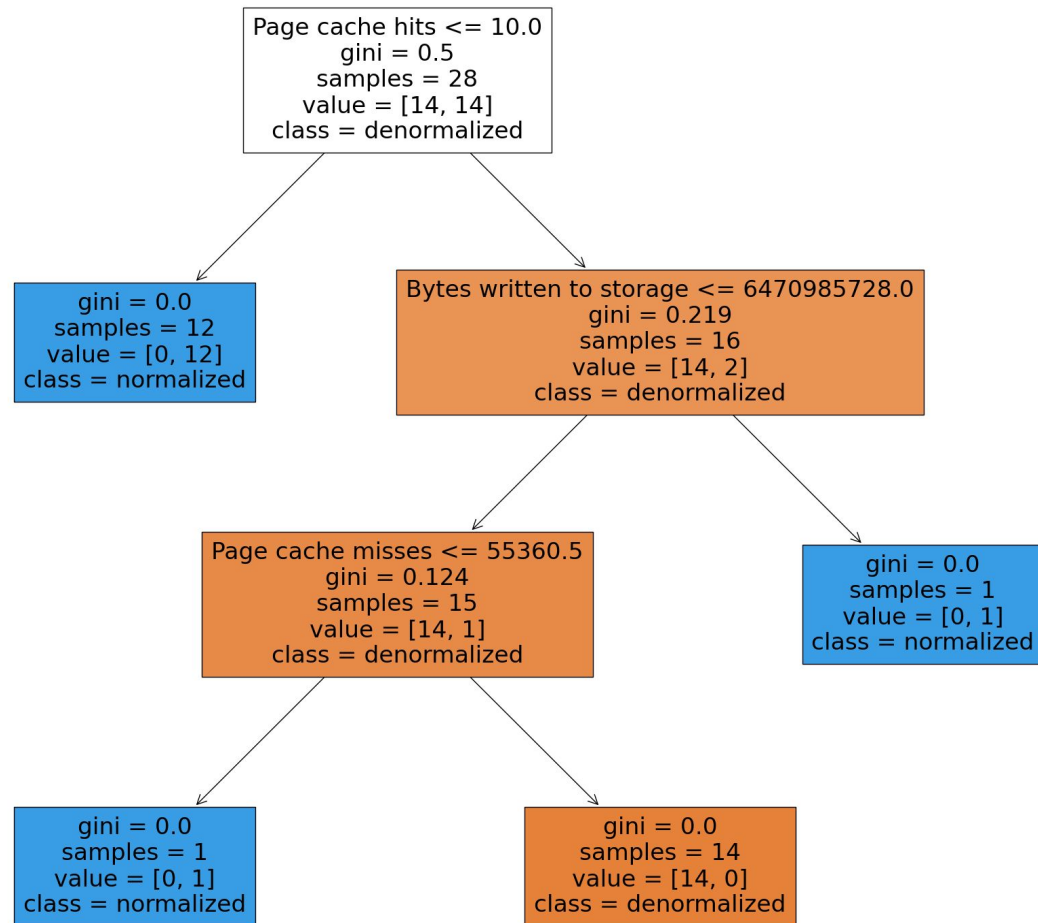 Page cache hits <= 10.0
gini = 0.5
samples = 28
value = [14, 14]
class = denormalized
gini = 0.0
samples = 12
value = [0, 12]
class = normalized
Bytes written to storage <= 6470985728.0
gini = 0.219
samples = 16
value = [14, 2]
class = denormalized
Page cache misses <= 55360.5
gini = 0.124
samples = 15
value = [14, 1]
class = denormalized
gini = 0.0
samples = 1
value = [0, 1]
class = normalized
gini = 0.0
samples = 1
value = [0, 1]
class = normalized
gini = 0.0
samples = 14
value = [14, 0]
class = denormalized